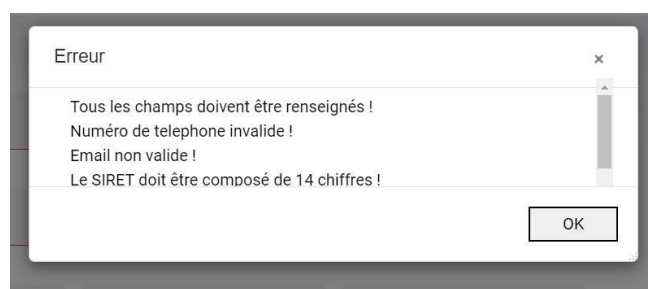 Erreur
×
Tous les champs doivent être renseignés !
Numéro de telephone invalide !
Email non valide !
Le SIRET doit être composé de 14 chiffres !
OK